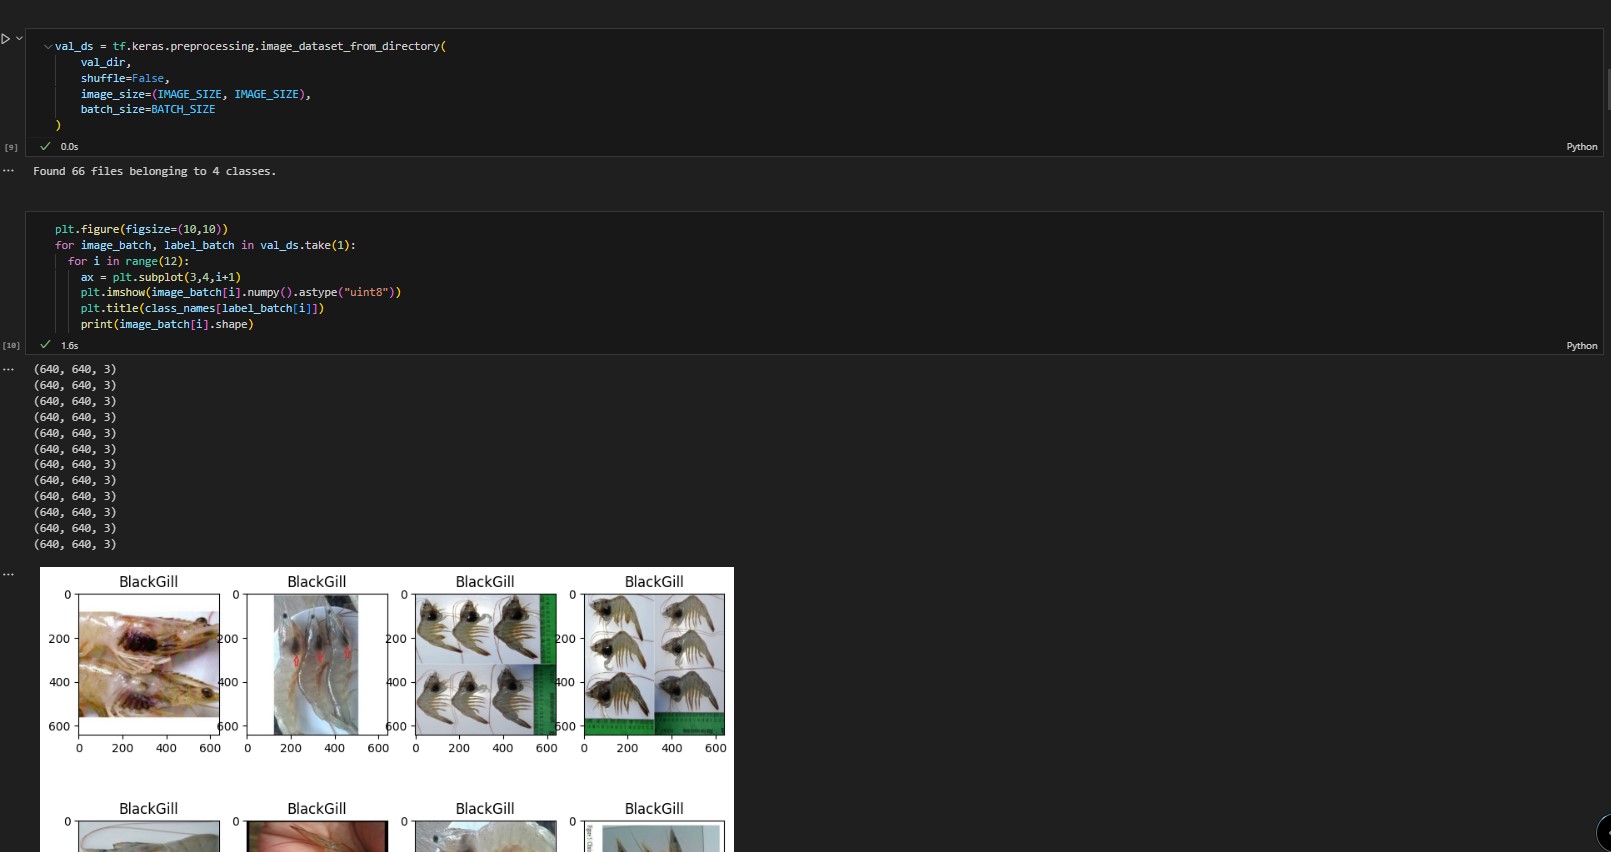 val_ds = tf.keras.preprocessing.image_dataset_from_directory(
    val_dir,
    shuffle=False,
    image_size=(IMAGE_SIZE, IMAGE_SIZE),
    batch_size=BATCH_SIZE
)
[9] 0.0s Python
Found 66 files belonging to 4 classes.
plt.figure(figsize=(10,10))
for image_batch, label_batch in val_ds.take(1):
  for i in range(12):
    ax = plt.subplot(3,4,i+1)
    plt.imshow(image_batch[i].numpy().astype("uint8"))
    plt.title(class_names[label_batch[i]])
    print(image_batch[i].shape)
[10] 1.6s Python
(640, 640, 3)
(640, 640, 3)
(640, 640, 3)
(640, 640, 3)
(640, 640, 3)
(640, 640, 3)
(640, 640, 3)
(640, 640, 3)
(640, 640, 3)
(640, 640, 3)
(640, 640, 3)
(640, 640, 3)
BlackGill BlackGill BlackGill BlackGill
0 0 0 0
200 200 200 200
400 400 400 400
600 600 600 600
0 200 400 600 200 400 600 0 200 400 600 0 200 400 600
BlackGill BlackGill BlackGill BlackGill
0 0 0 0